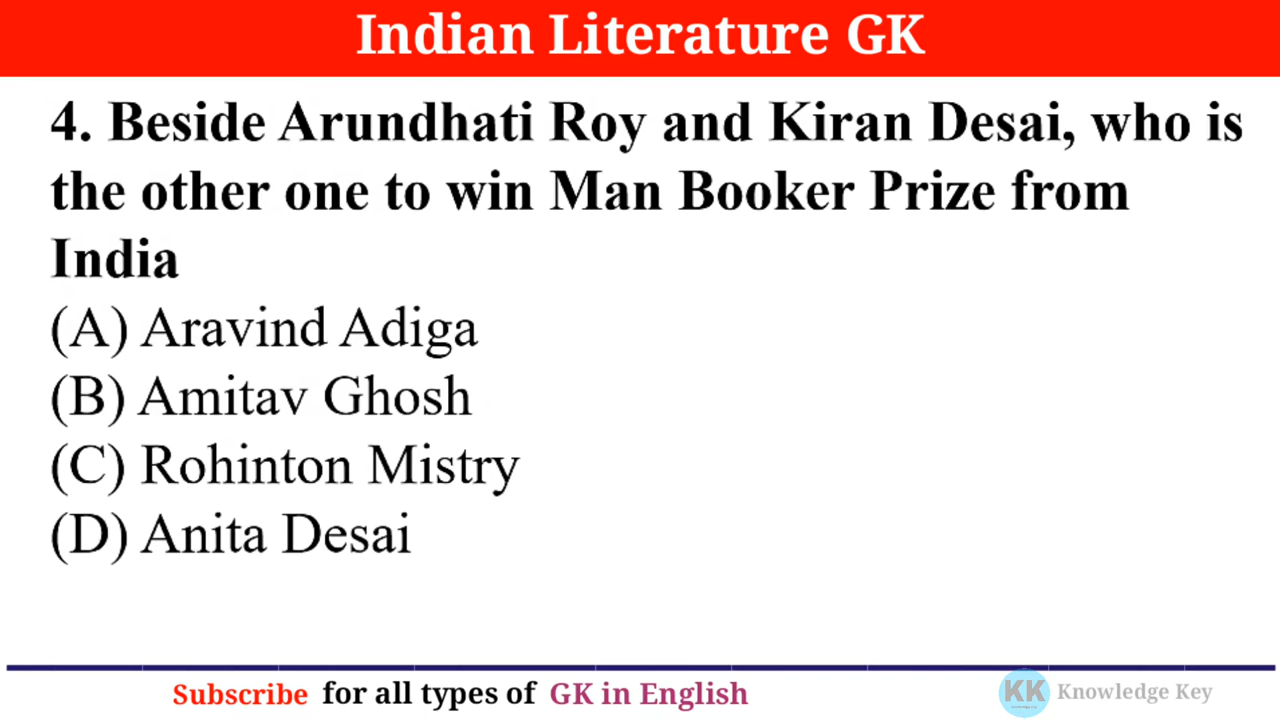 Indian Literature GK
4. Beside Arundhati Roy and Kiran Desai, who is
the other one to win Man Booker Prize from
India
(A) Aravind Adiga
(B) Amitav Ghosh
(C) Rohinton Mistry
(D) Anita Desai
Subscribe for all types of GK in English
KK Knowledge Key